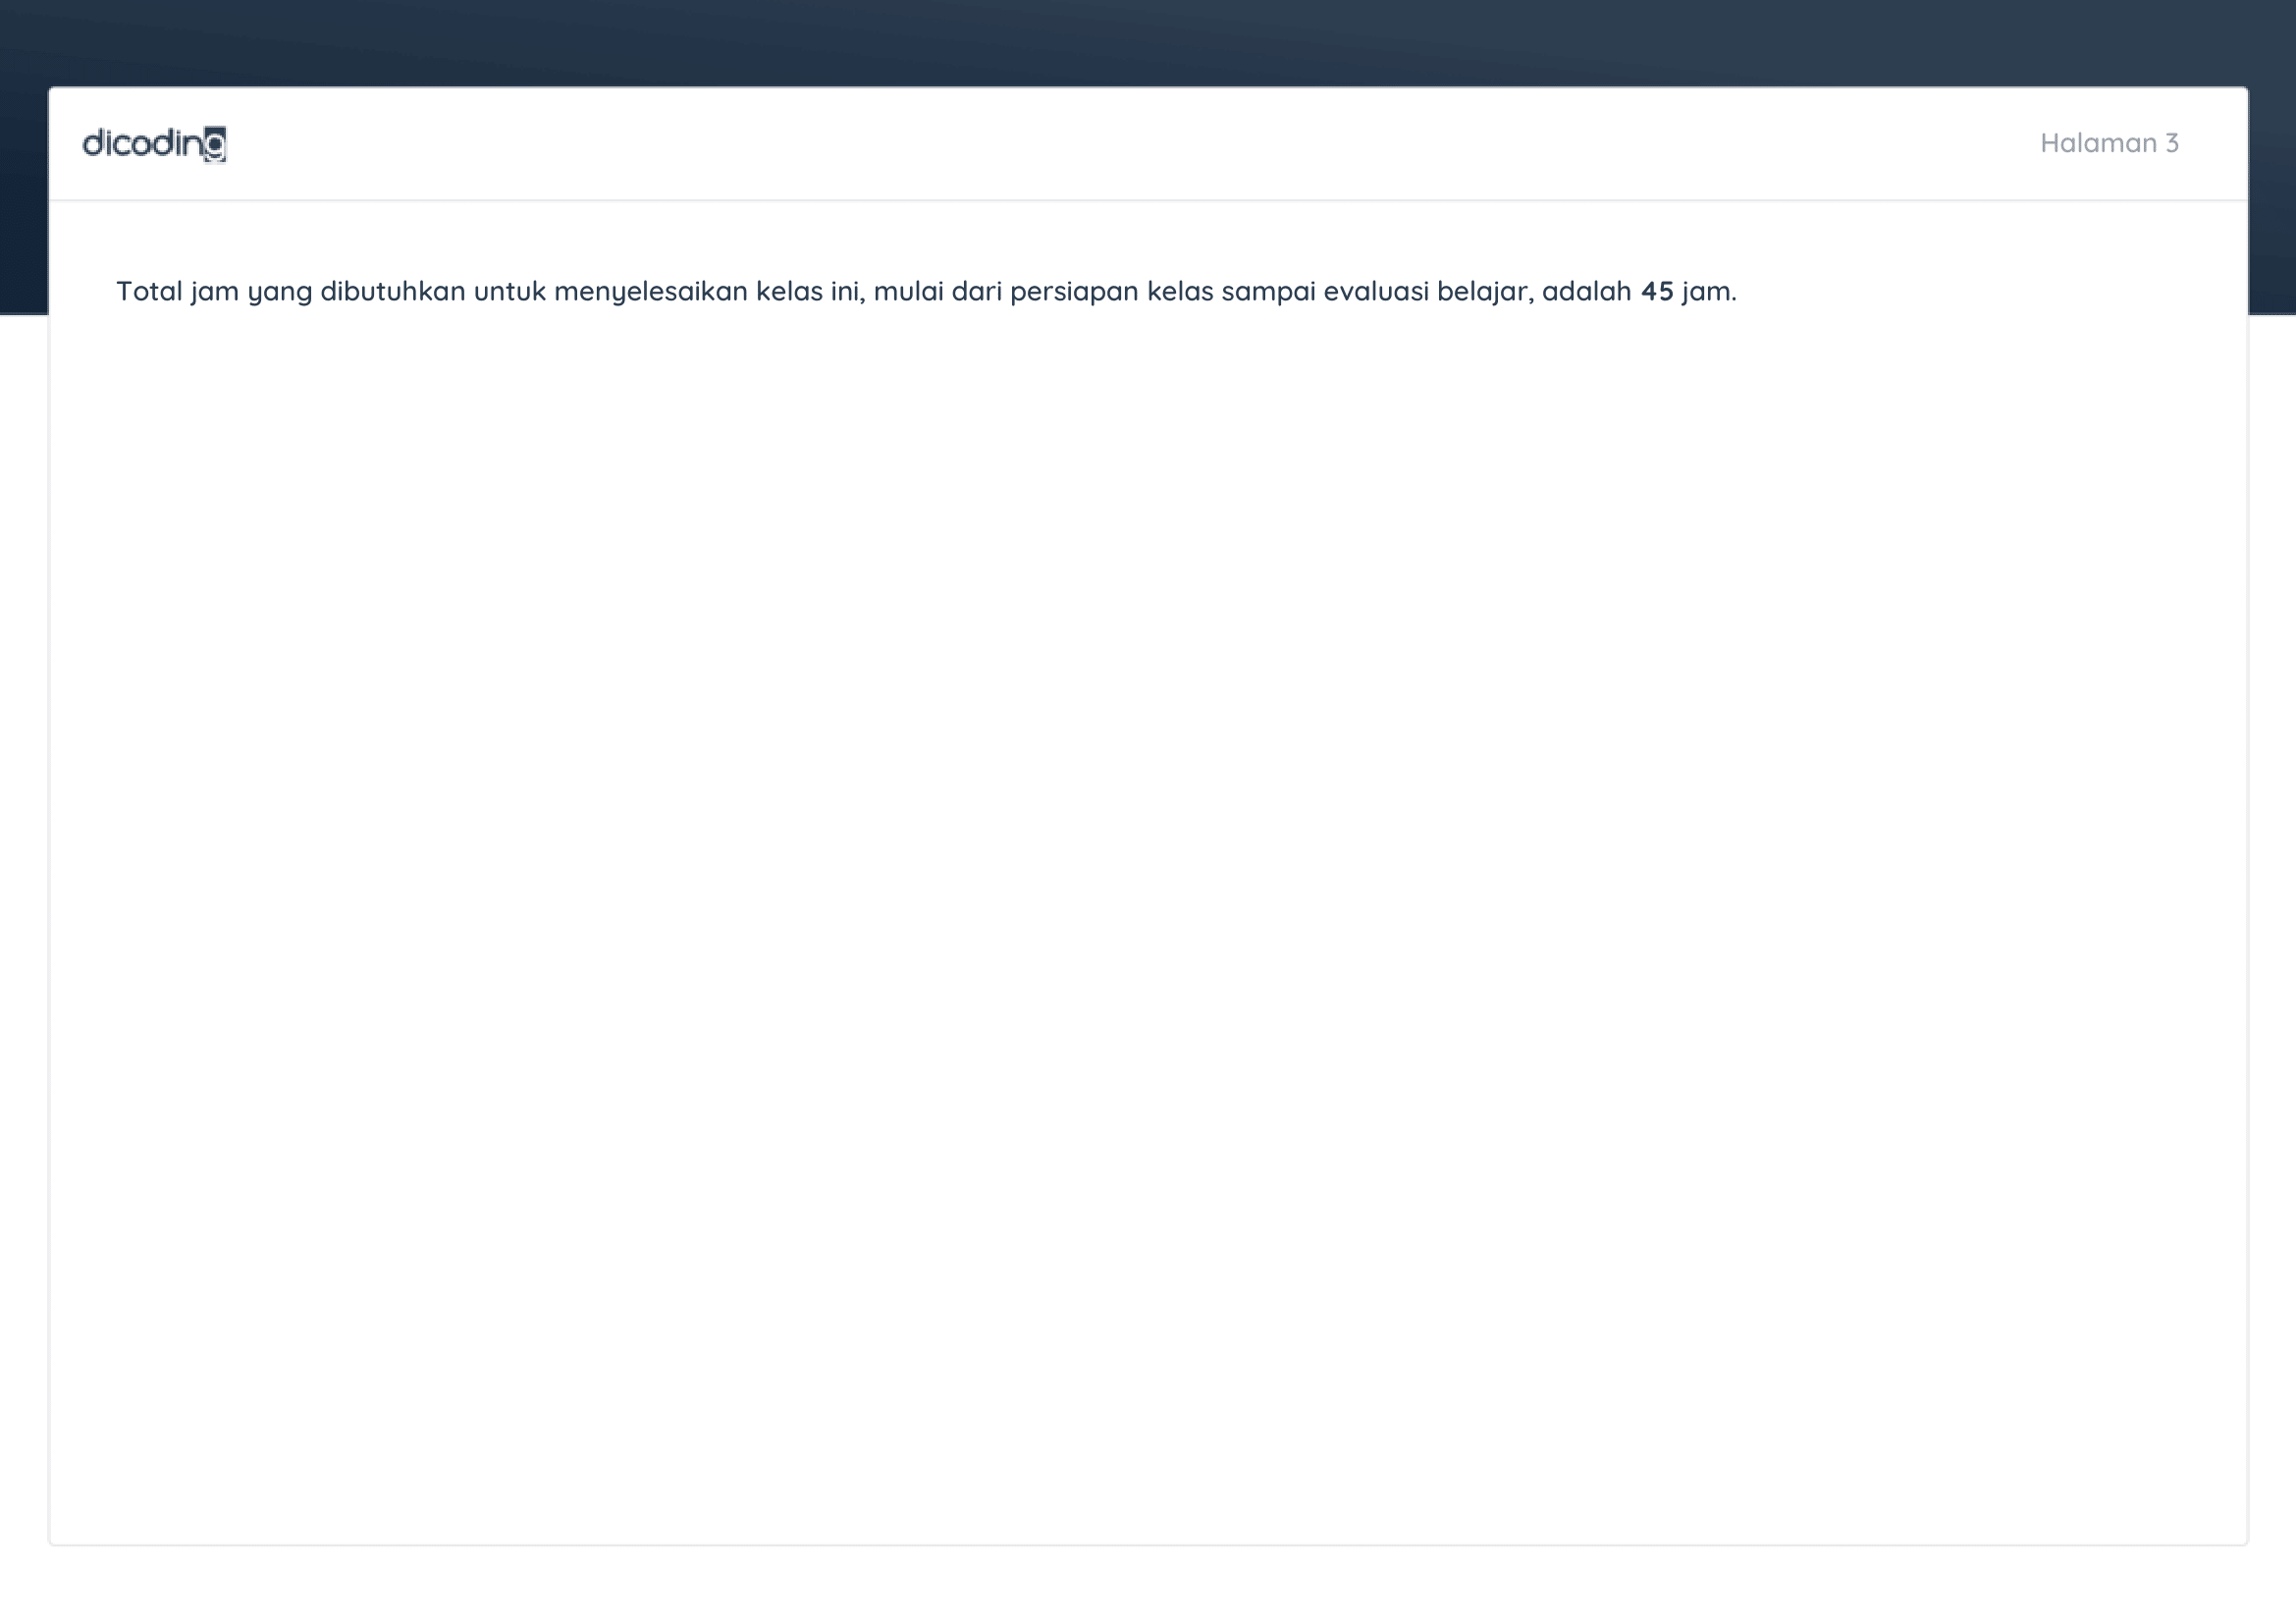 dicoding
Halaman 3
Total jam yang dibutuhkan untuk menyelesaikan kelas ini, mulai dari persiapan kelas sampai evaluasi belajar, adalah 45 jam.